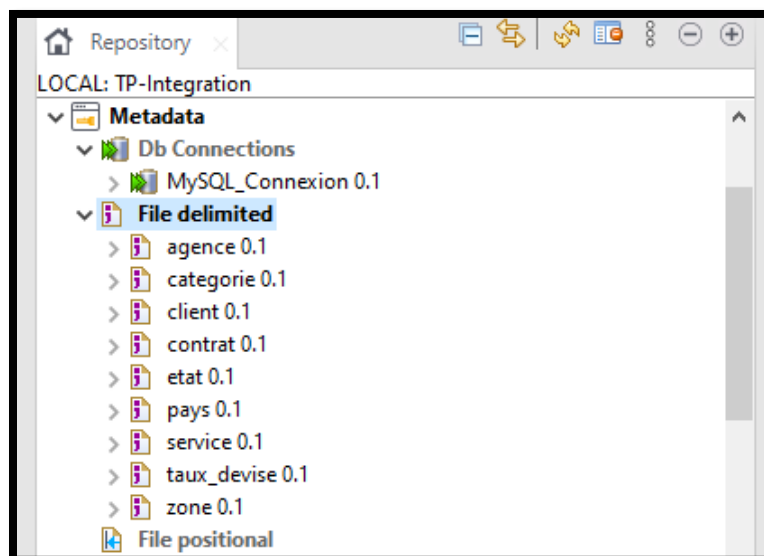 Repository
LOCAL: TP-Integration
Metadata
Db Connections
MySQL_Connexion 0.1
File delimited
agence 0.1
categorie 0.1
client 0.1
contrat 0.1
etat 0.1
pays 0.1
service 0.1
taux_devise 0.1
zone 0.1
File positional